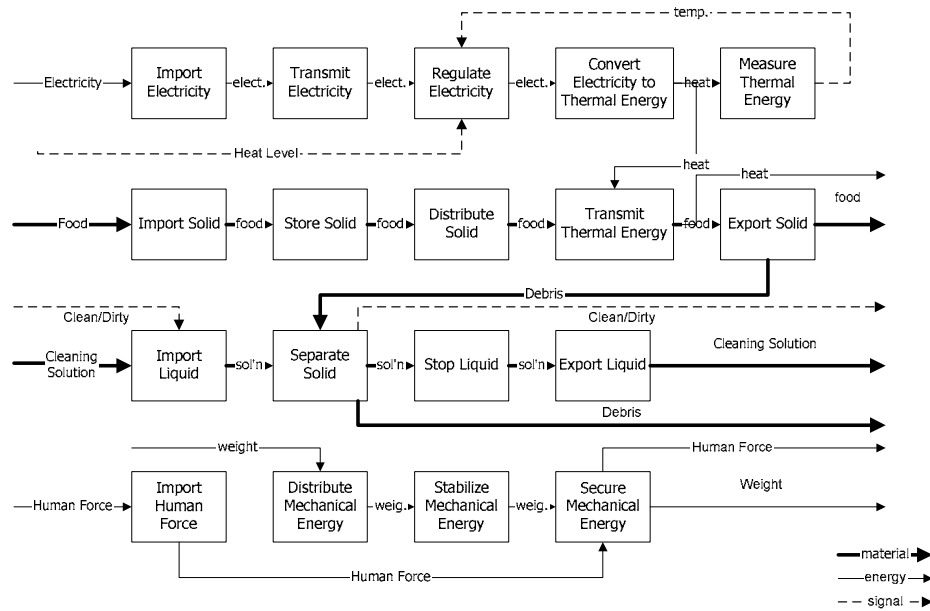 temp.
Electricity
Import
Electricity
elect.
Transmit
Electricity
elect.
Regulate
Electricity
elect.
Convert
Electricity to
Thermal Energy
heat
Measure
Thermal
Energy
Heat Level
heat
heat
food
Food
Import Solid
food
Store Solid
food
Distribute
Solid
food
Transmit
Thermal Energy
food
Export Solid
Debris
Clean/Dirty
Clean/Dirty
Cleaning
Solution
Import
Liquid
sol'n
Separate
Solid
sol'n
Stop Liquid
sol'n
Export Liquid
Cleaning Solution
Debris
weight
Human Force
Human Force
Import
Human
Force
Distribute
Mechanical
Energy
weig.
Stabilize
Mechanical
Energy
weig.
Secure
Mechanical
Energy
Weight
Human Force
material
energy
signal